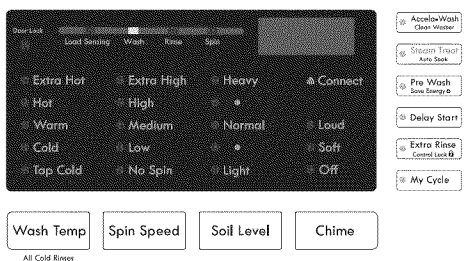 Door Lock
Load Sensing Wash Rinse Spin
Extra Hot Extra High Heavy Connect
Hot High
Warm Medium Normal Loud
Cold Low Soft
Tap Cold No Spin Light Off
Accela-Wash
Clean Washer
Steam Treat
Auto Soak
Pre Wash
Save Energy
Delay Start
Extra Rinse
Control Lock
My Cycle
Wash Temp Spin Speed Soil Level Chime
All Cold Rinses